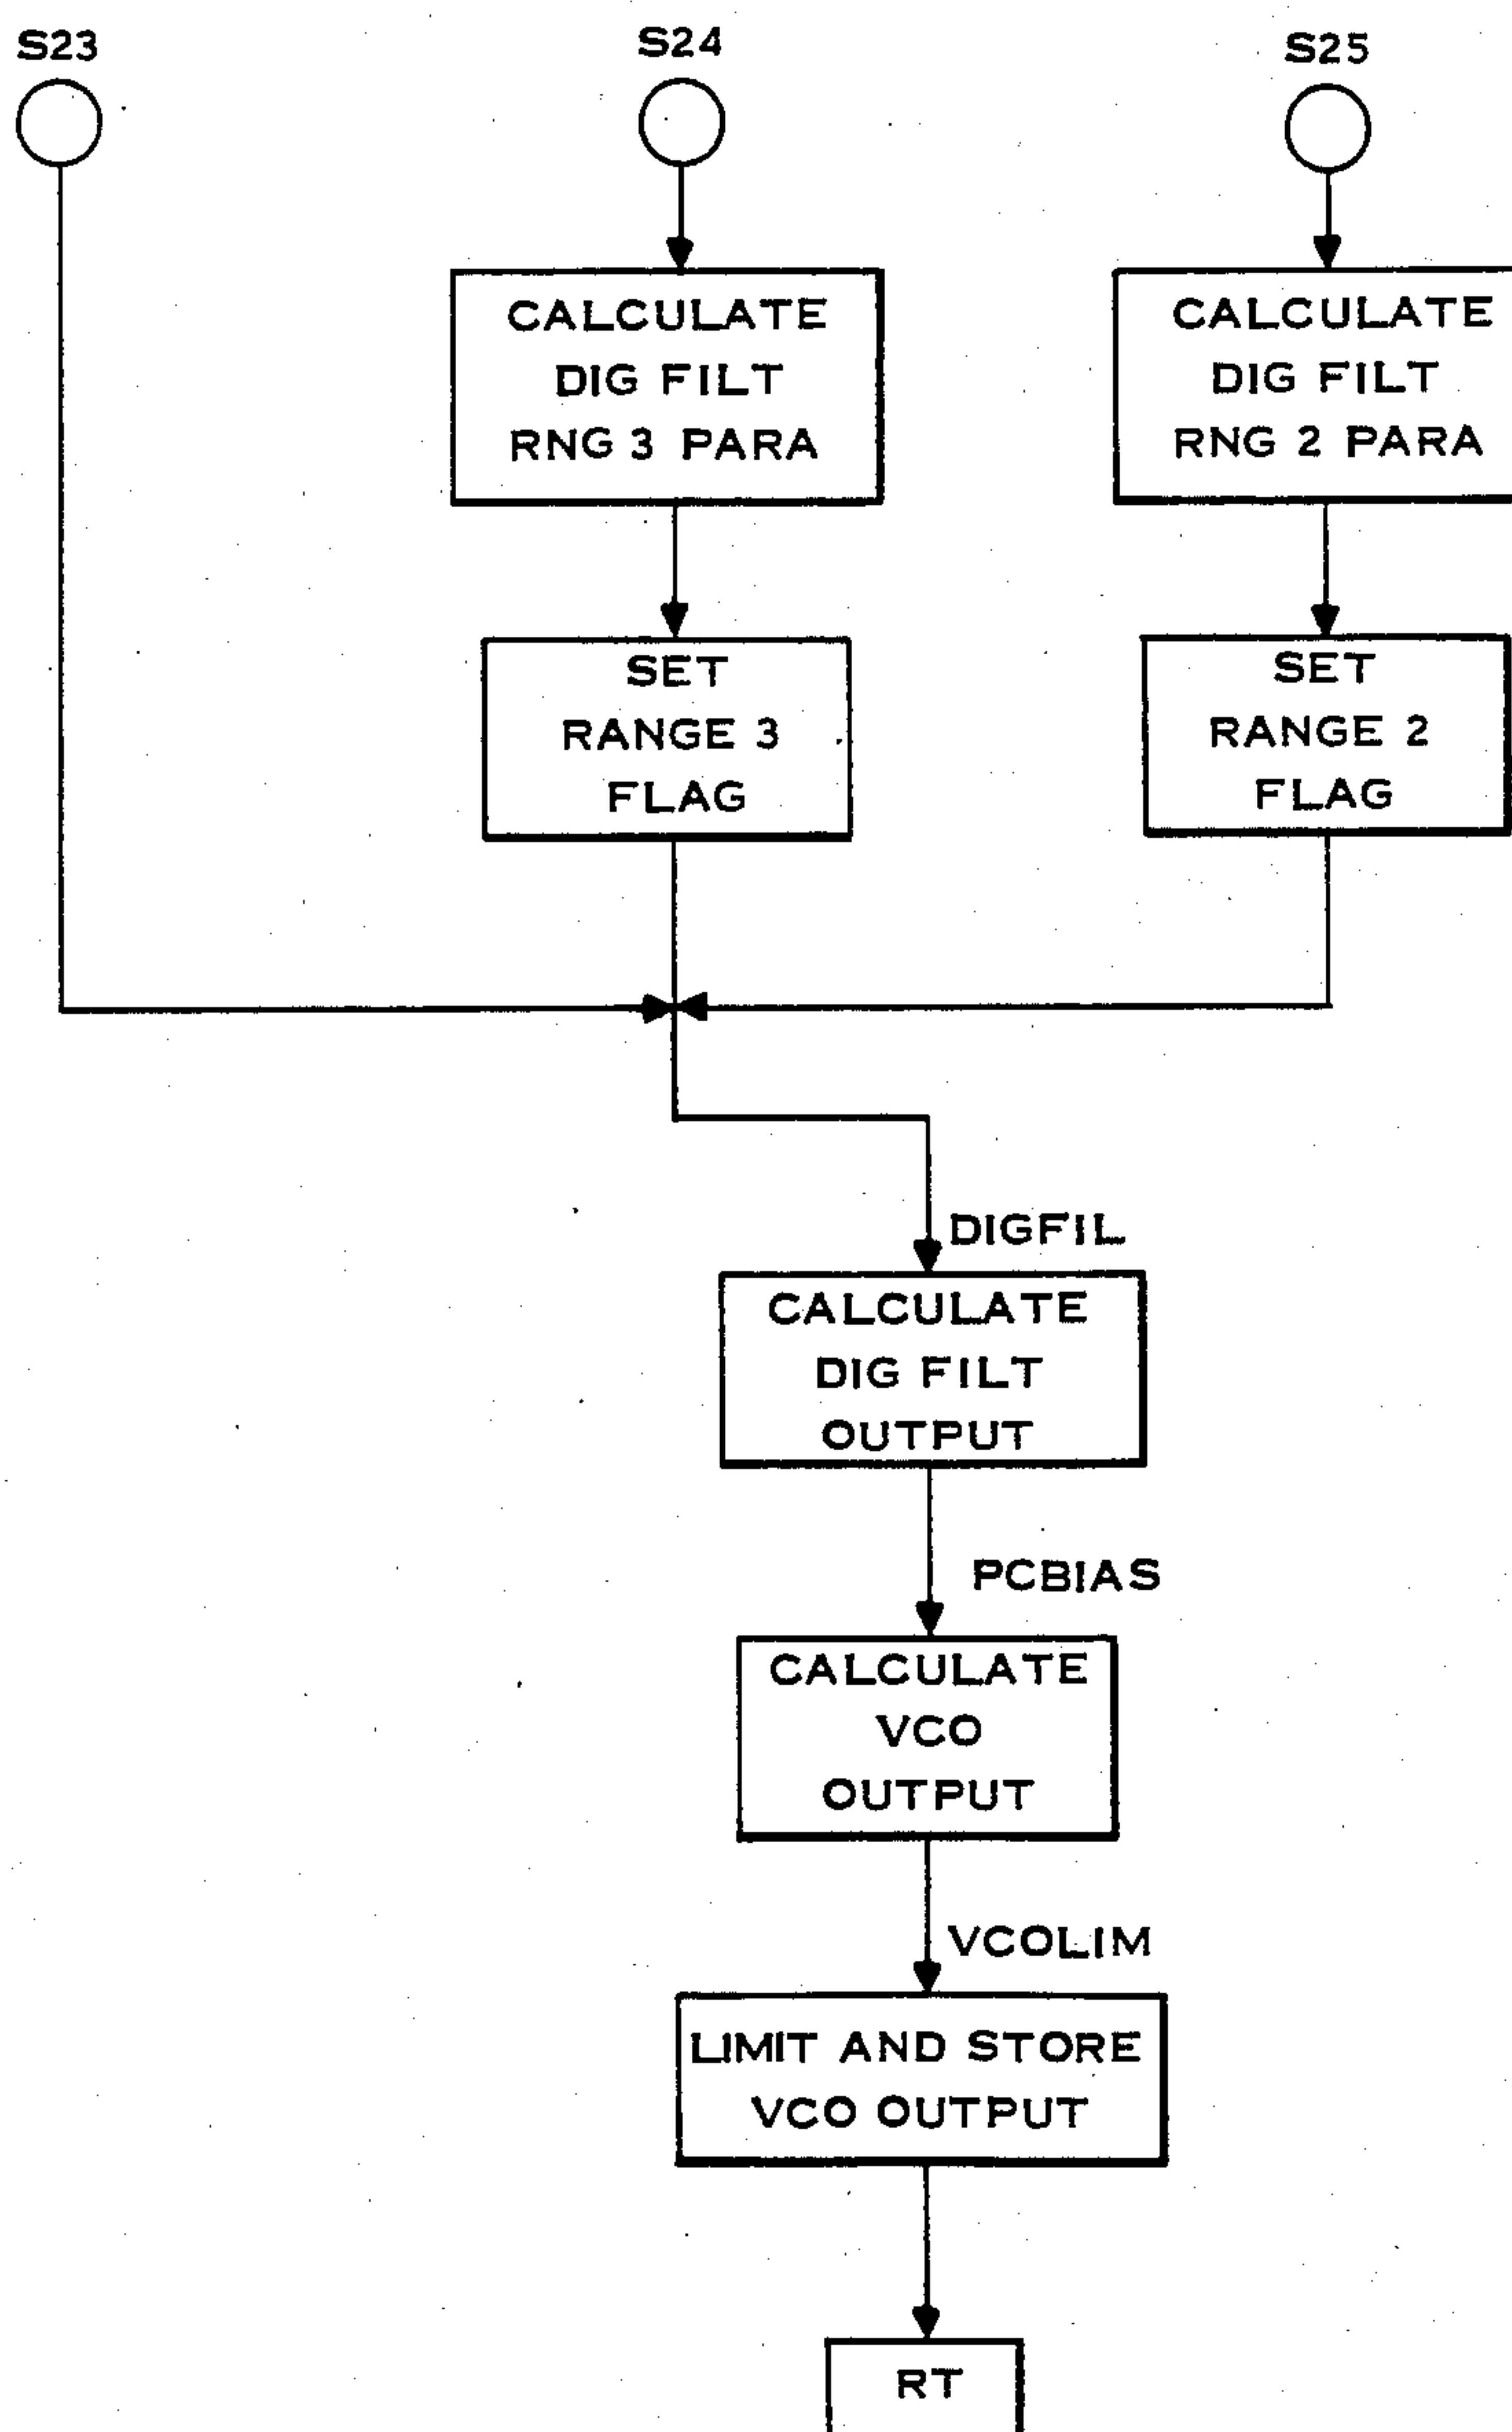 S23
S24
S25
CALCULATE
DIG FILT
RNG 3 PARA
CALCULATE
DIG FILT
RNG 2 PARA
SET
RANGE 3
FLAG
SET
RANGE 2
FLAG
DIGFIL
CALCULATE
DIG FILT
OUTPUT
PCBIAS
CALCULATE
VCO
OUTPUT
VCOLIM
LIMIT AND STORE
VCO OUTPUT
RT